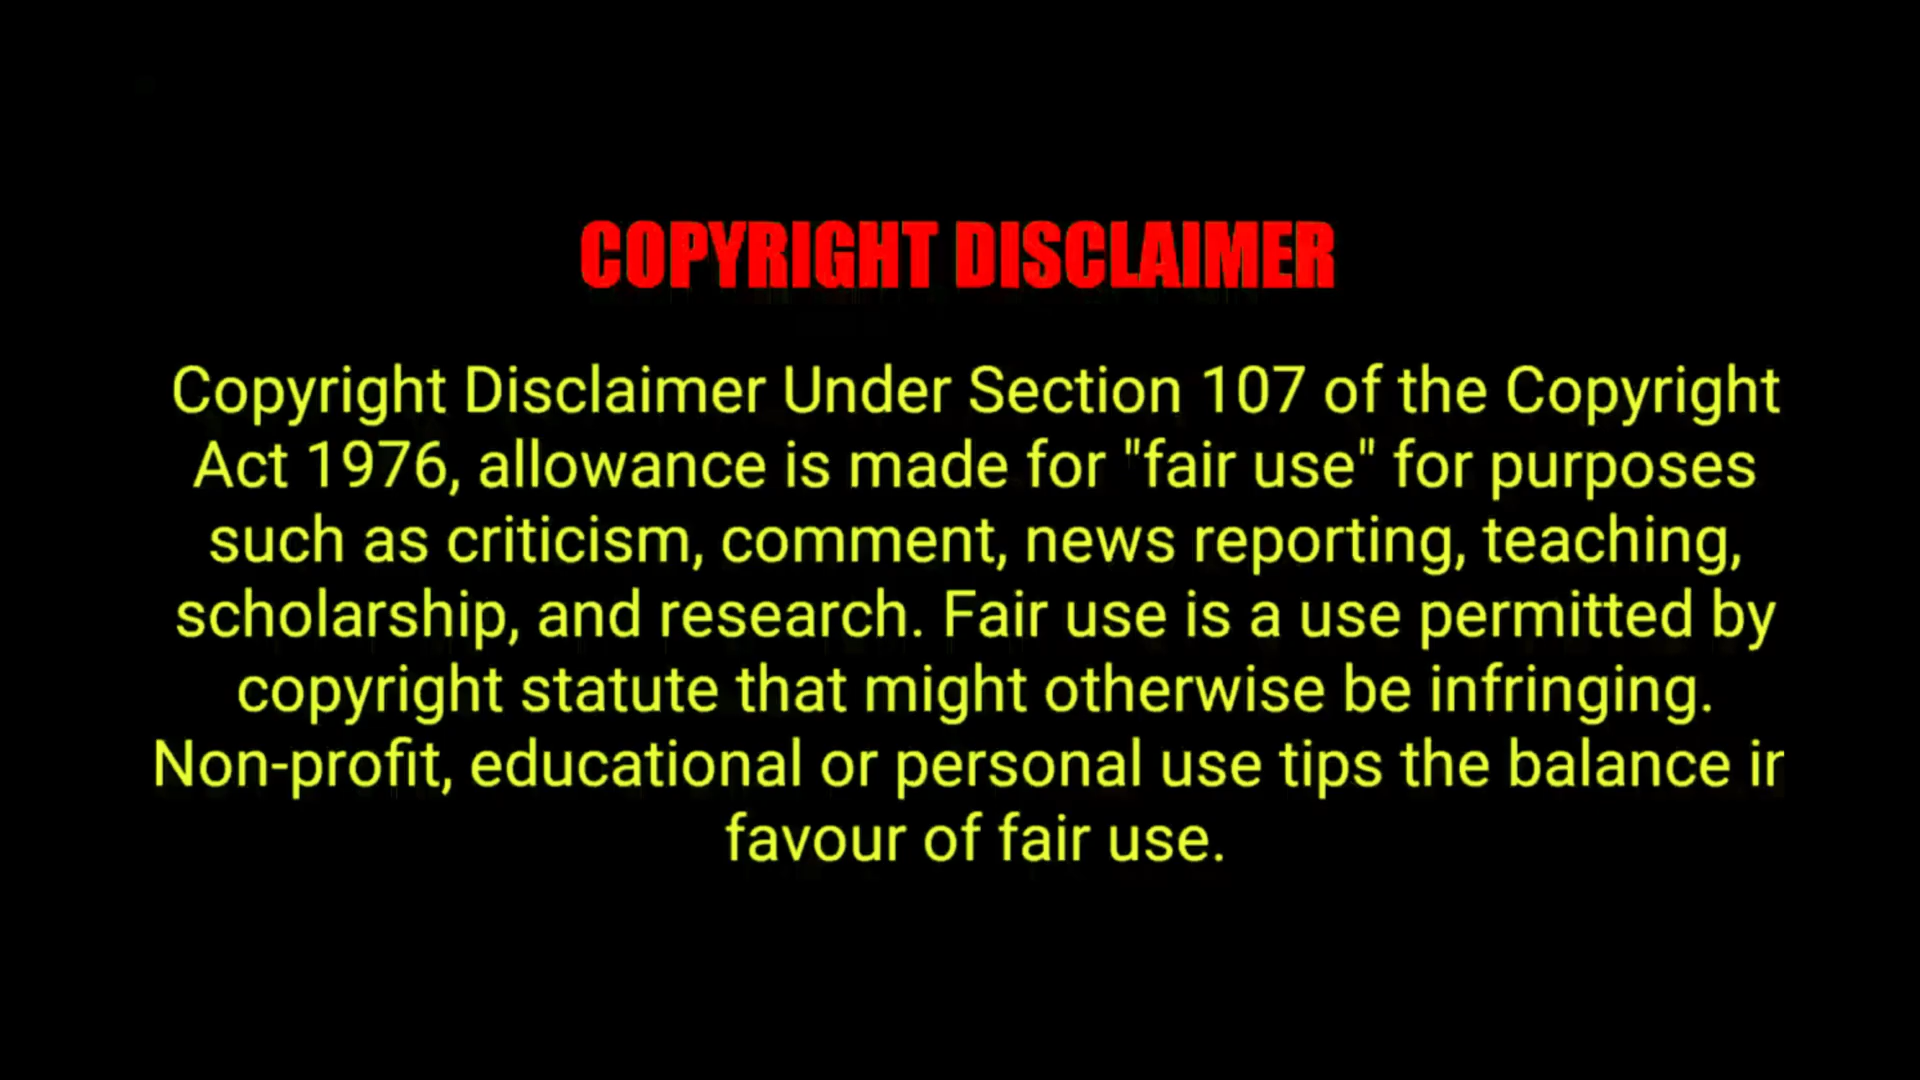 COPYRIGHT DISCLAIMER
Copyright Disclaimer Under Section 107 of the Copyright
Act 1976, allowance is made for "fair use" for purposes
such as criticism, comment, news reporting, teaching,
scholarship, and research. Fair use is a use permitted by
copyright statute that might otherwise be infringing.
Non-profit, educational or personal use tips the balance
favour of fair use.